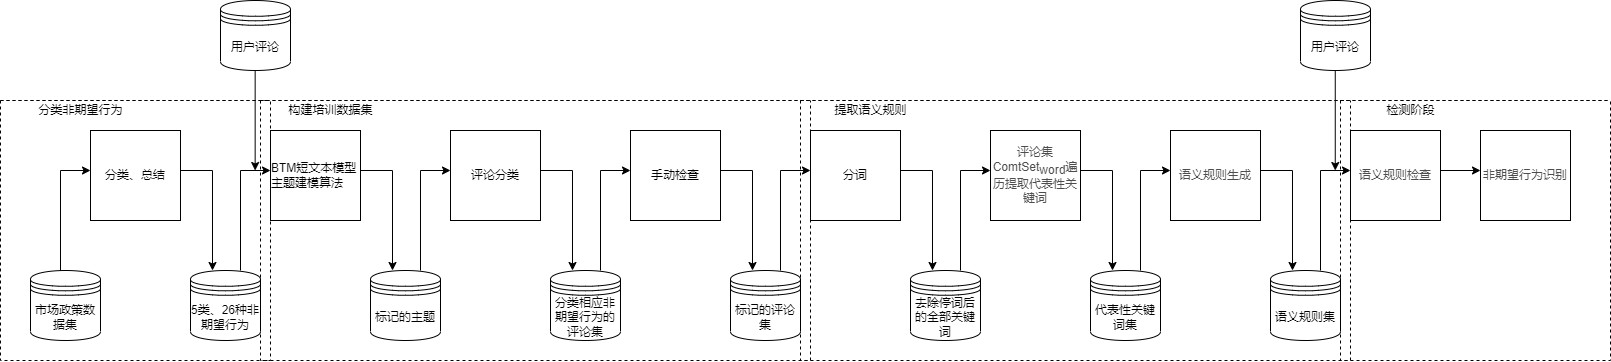 用户评论
用户评论
分类非期望行为
构建培训数据集
提取语义规则
检测阶段
分类、总结
BTM短文本模型
主题建模算法
评论分类
手动检查
分词
评论集
ComtSetword遍
历提取代表性关
键词
语义规则生成
语义规则检查
非期望行为识别
市场政策数
据集
5类、26种非
期望行为
标记的主题
分类相应非
期望行为的
评论集
标记的评论
集
去除停词后
的全部关键
词
代表性关键
词集
语义规则集